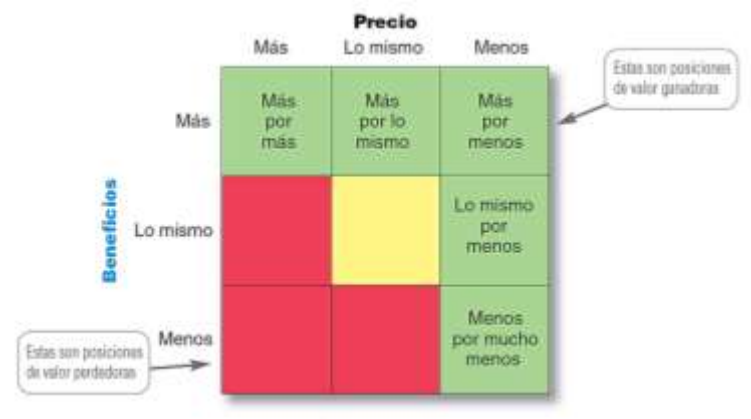 Precio
Más Lo mismo Menos
Estas son posiciones
de valor ganadoras
Más
Más
por
más
Más
por lo
mismo
Más
por
menos
Beneficios
Lo mismo
Lo mismo
por
menos
Menos
Menos
por mucho
menos
Estas son posiciones
de valor perdedoras